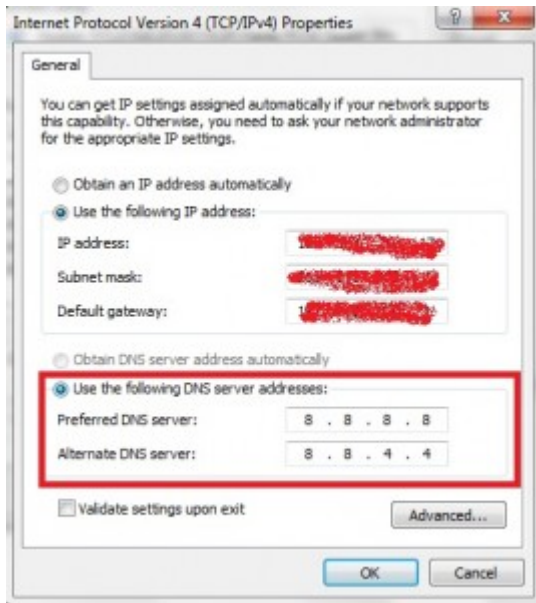 Internet Protocol Version 4 (TCP/IPv4) Properties
General
You can get IP settings assigned automatically if your network supports
this capability. Otherwise, you need to ask your network administrator
for the appropriate IP settings.
Obtain an IP address automatically
Use the following IP address:
IP address:
Subnet mask:
Default gateway:
Obtain DNS server address automatically
Use the following DNS server addresses:
Preferred DNS server: 8 . 8 . 8 . 8
Alternate DNS server: 8 . 8 . 4 . 4
Validate settings upon exit
Advanced...
OK Cancel